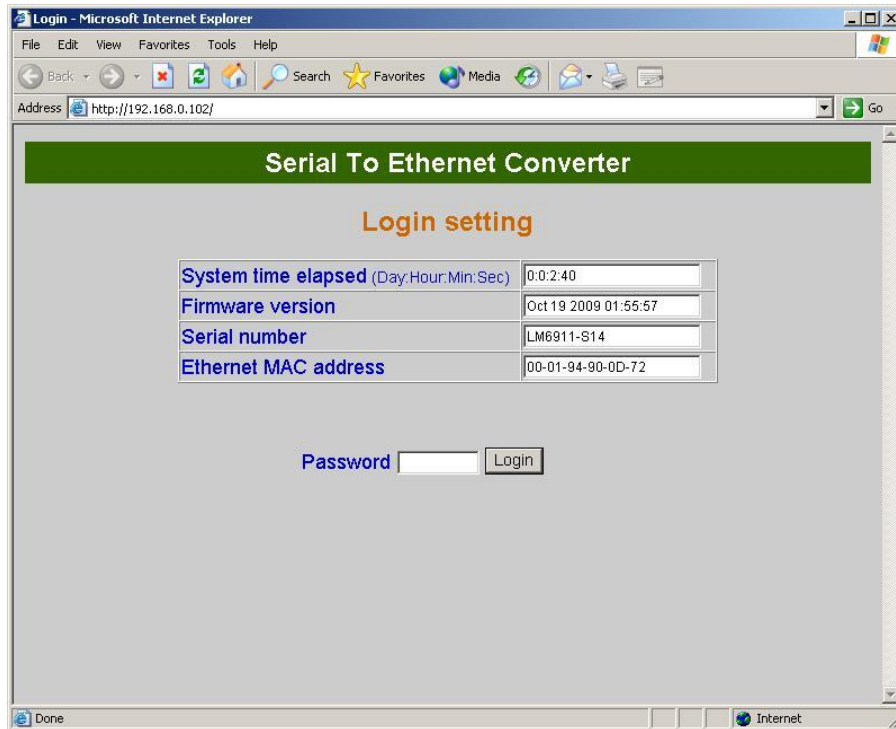 Login - Microsoft Internet Explorer
File Edit View Favorites Tools Help
Back Search Favorites Media
Address http://192.168.0.102/ Go
Serial To Ethernet Converter
Login setting
System time elapsed (Day:Hour:Min:Sec) 0:0:2:40
Firmware version Oct 19 2009 01:55:57
Serial number LM6911-S14
Ethernet MAC address 00-01-94-90-0D-72
Password Login
Done Internet